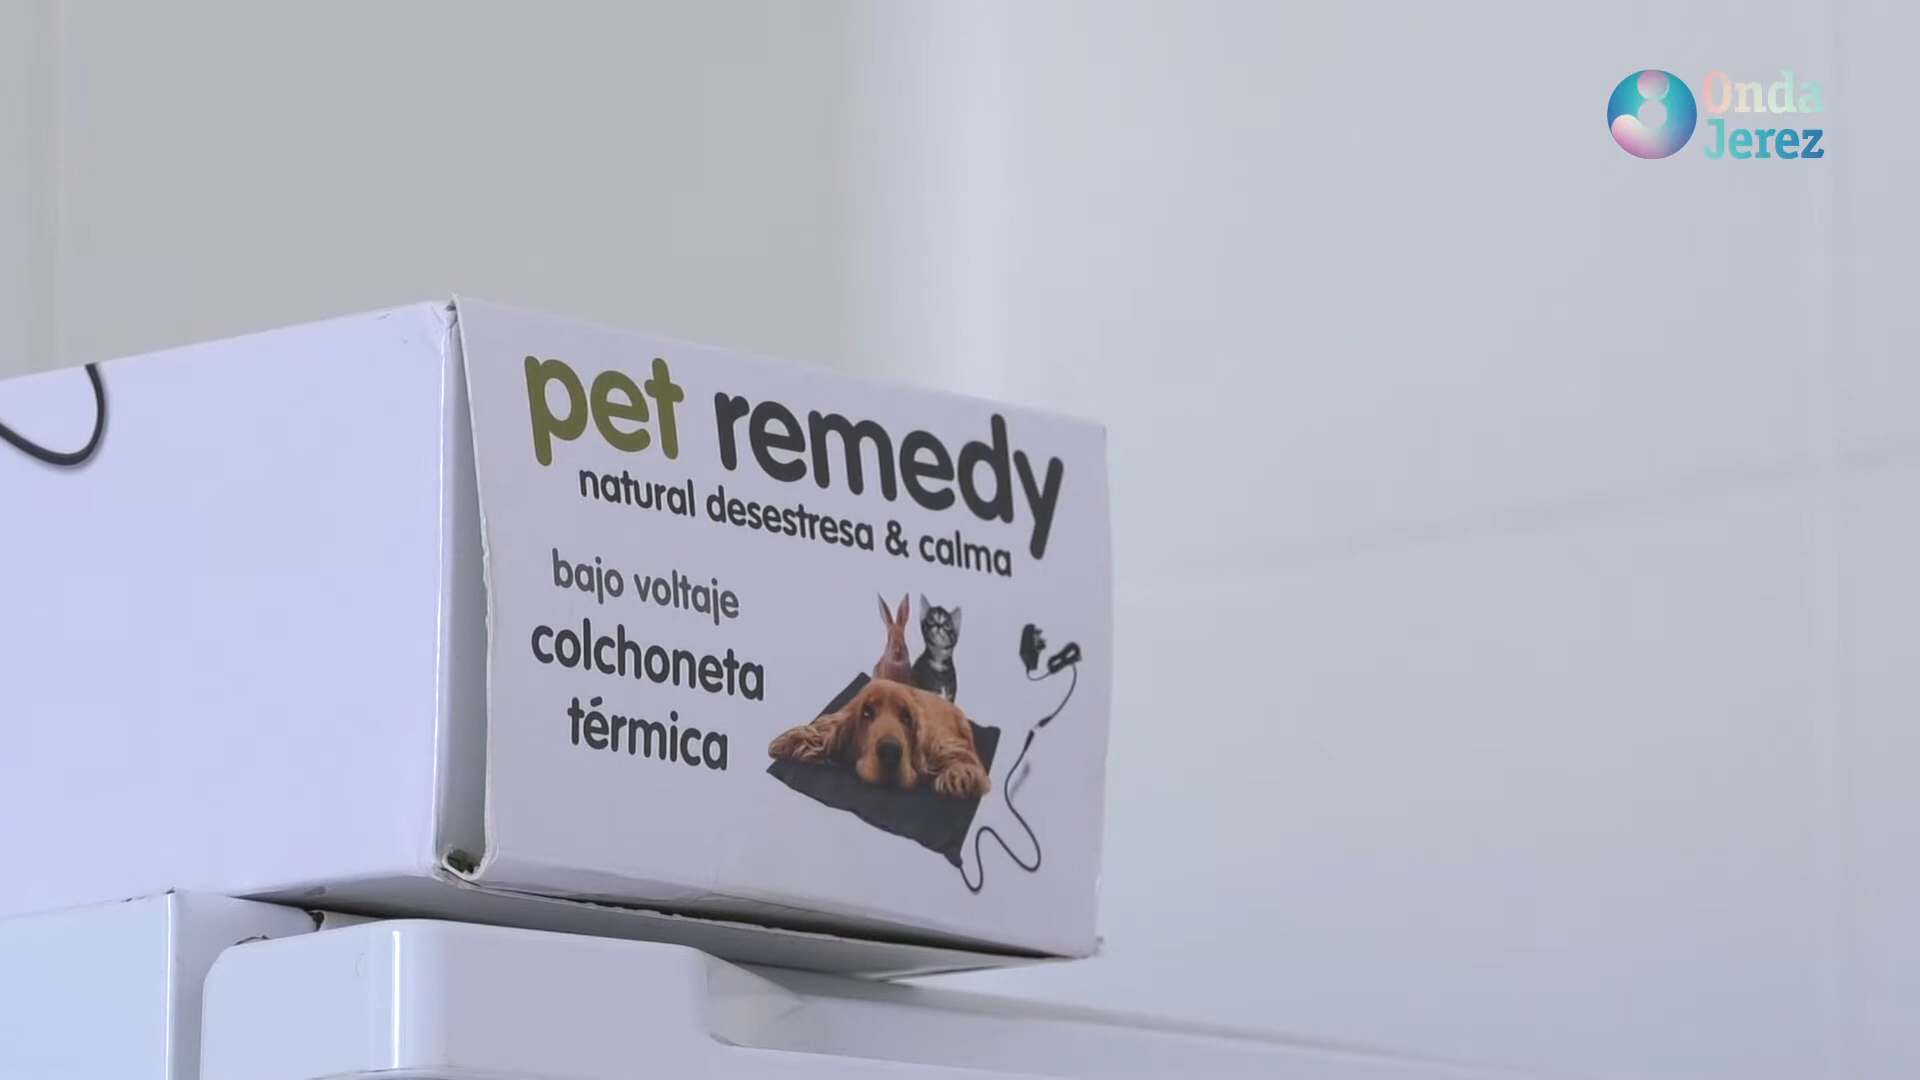 Onda
Jerez
pet remedy
natural desestresa & calma
bajo voltaje
colchoneta
térmica